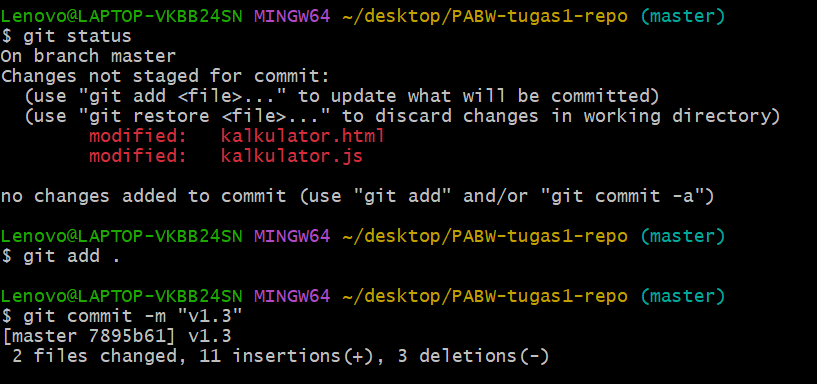 Lenovo@LAPTOP-VKBB24SN MINGW64 ~/desktop/PABW-tugas1-repo (master)
$ git status
On branch master
Changes not staged for commit:
  (use "git add <file>..." to update what will be committed)
  (use "git restore <file>..." to discard changes in working directory)
        modified:   kalkulator.html
        modified:   kalkulator.js

no changes added to commit (use "git add" and/or "git commit -a")

Lenovo@LAPTOP-VKBB24SN MINGW64 ~/desktop/PABW-tugas1-repo (master)
$ git add .

Lenovo@LAPTOP-VKBB24SN MINGW64 ~/desktop/PABW-tugas1-repo (master)
$ git commit -m "v1.3"
[master 7895b61] v1.3
 2 files changed, 11 insertions(+), 3 deletions(-)